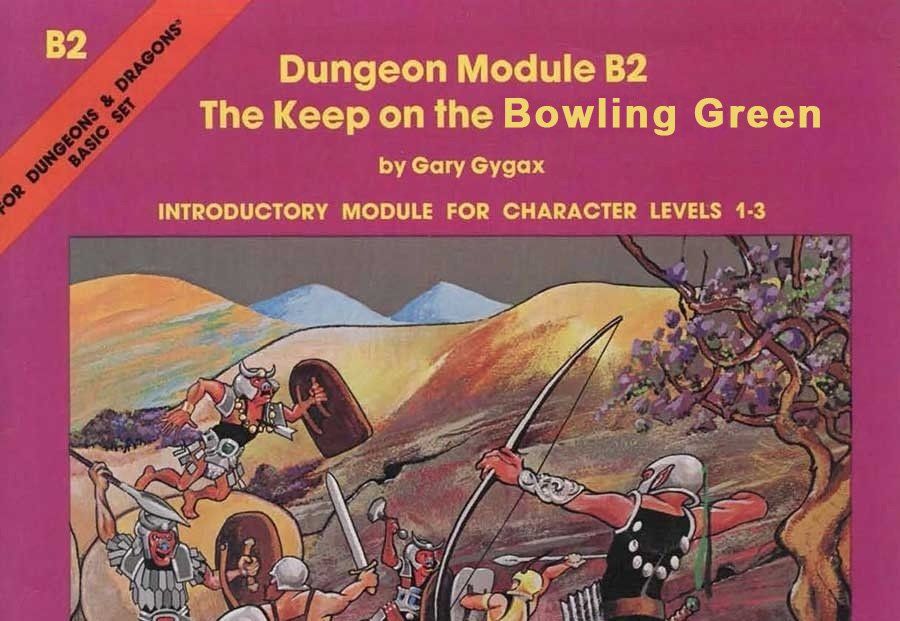 B2
FOR DUNGEONS & DRAGONS®
BASIC SET
Dungeon Module B2
The Keep on the Bowling Green
by Gary Gygax
INTRODUCTORY MODULE FOR CHARACTER LEVELS 1-3